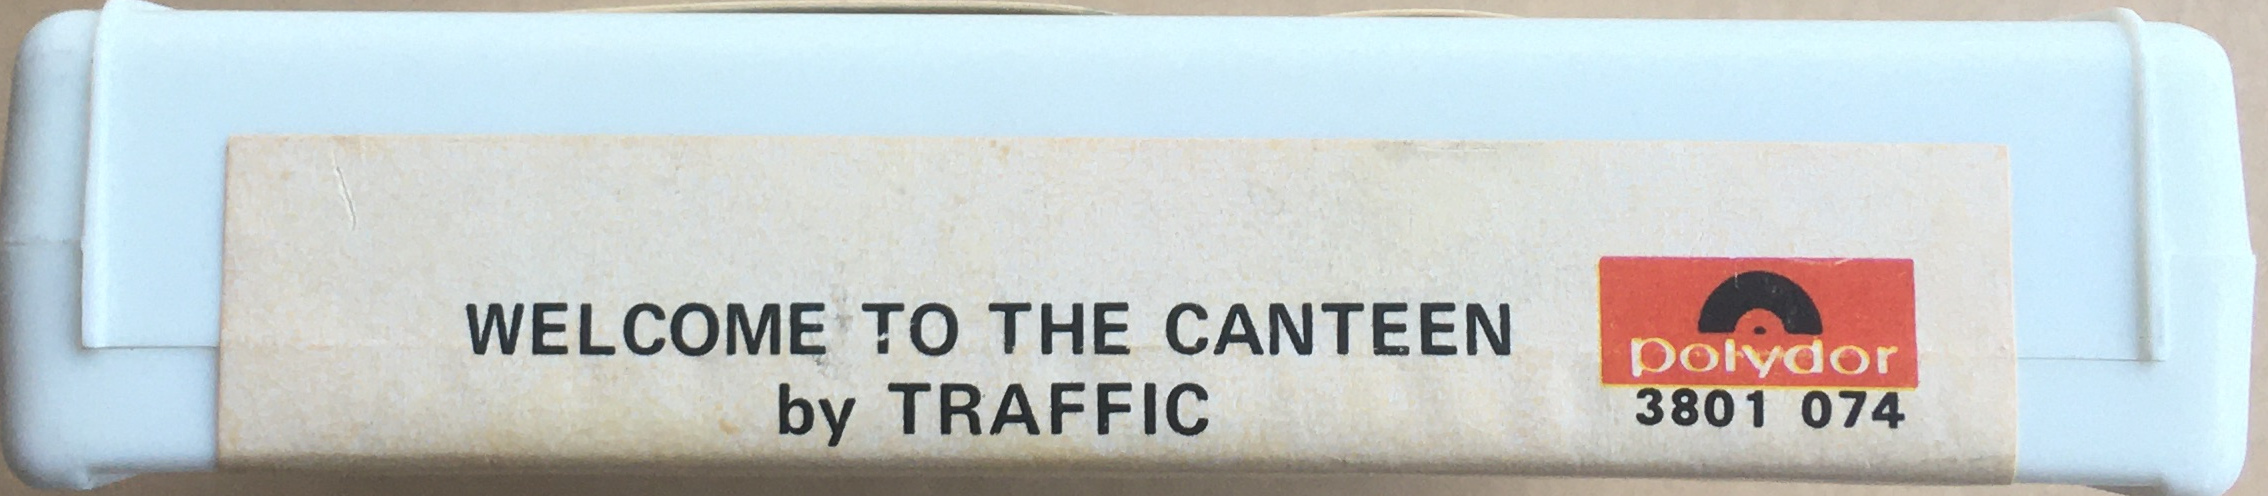 WELCOME TO THE CANTEEN
by TRAFFIC
polydor
3801 074